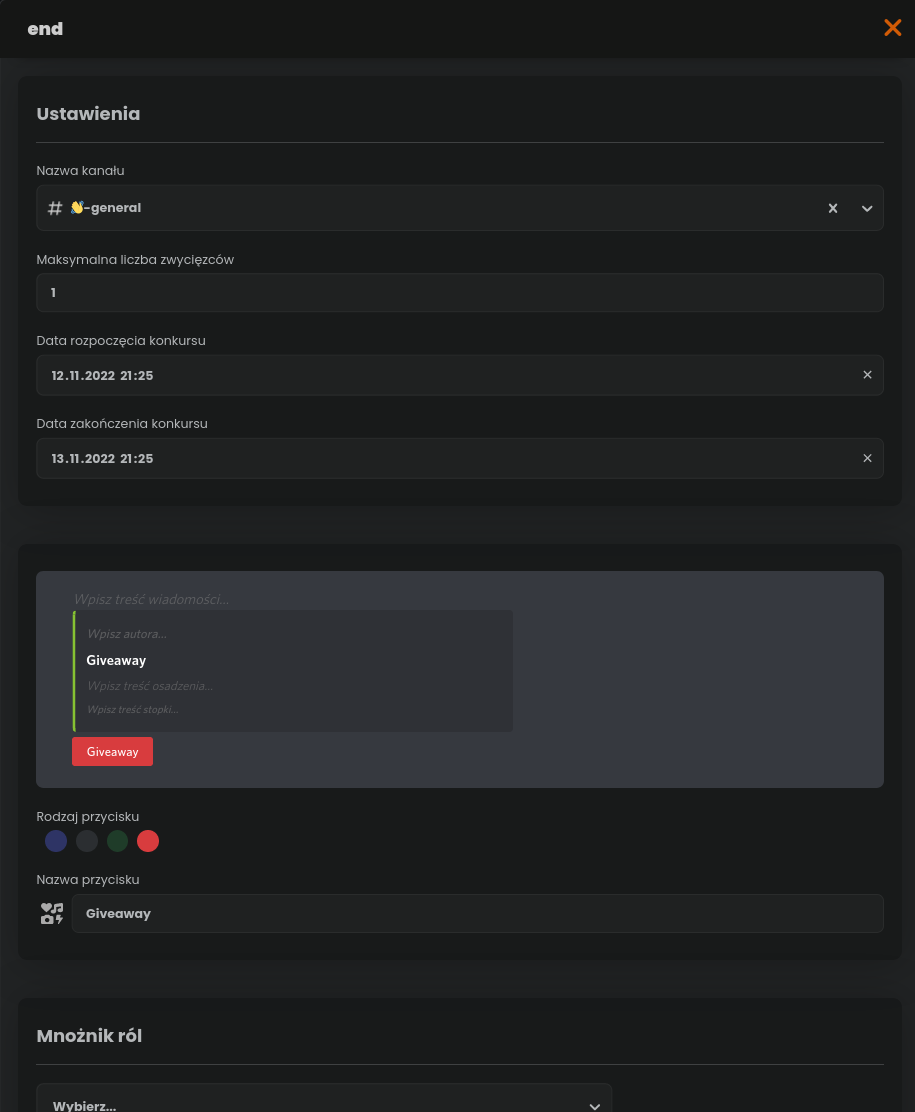 end
Ustawienia
Nazwa kanału
👋-general
Maksymalna liczba zwycięzców
1
Data rozpoczęcia konkursu
12.11.2022 21:25
Data zakończenia konkursu
13.11.2022 21:25
Wpisz treść wiadomości...
Wpisz autora...
Giveaway
Wpisz treść osadzenia...
Wpisz treść stopki...
Giveaway
Rodzaj przycisku
Nazwa przycisku
Giveaway
Mnożnik ról
Wybierz...